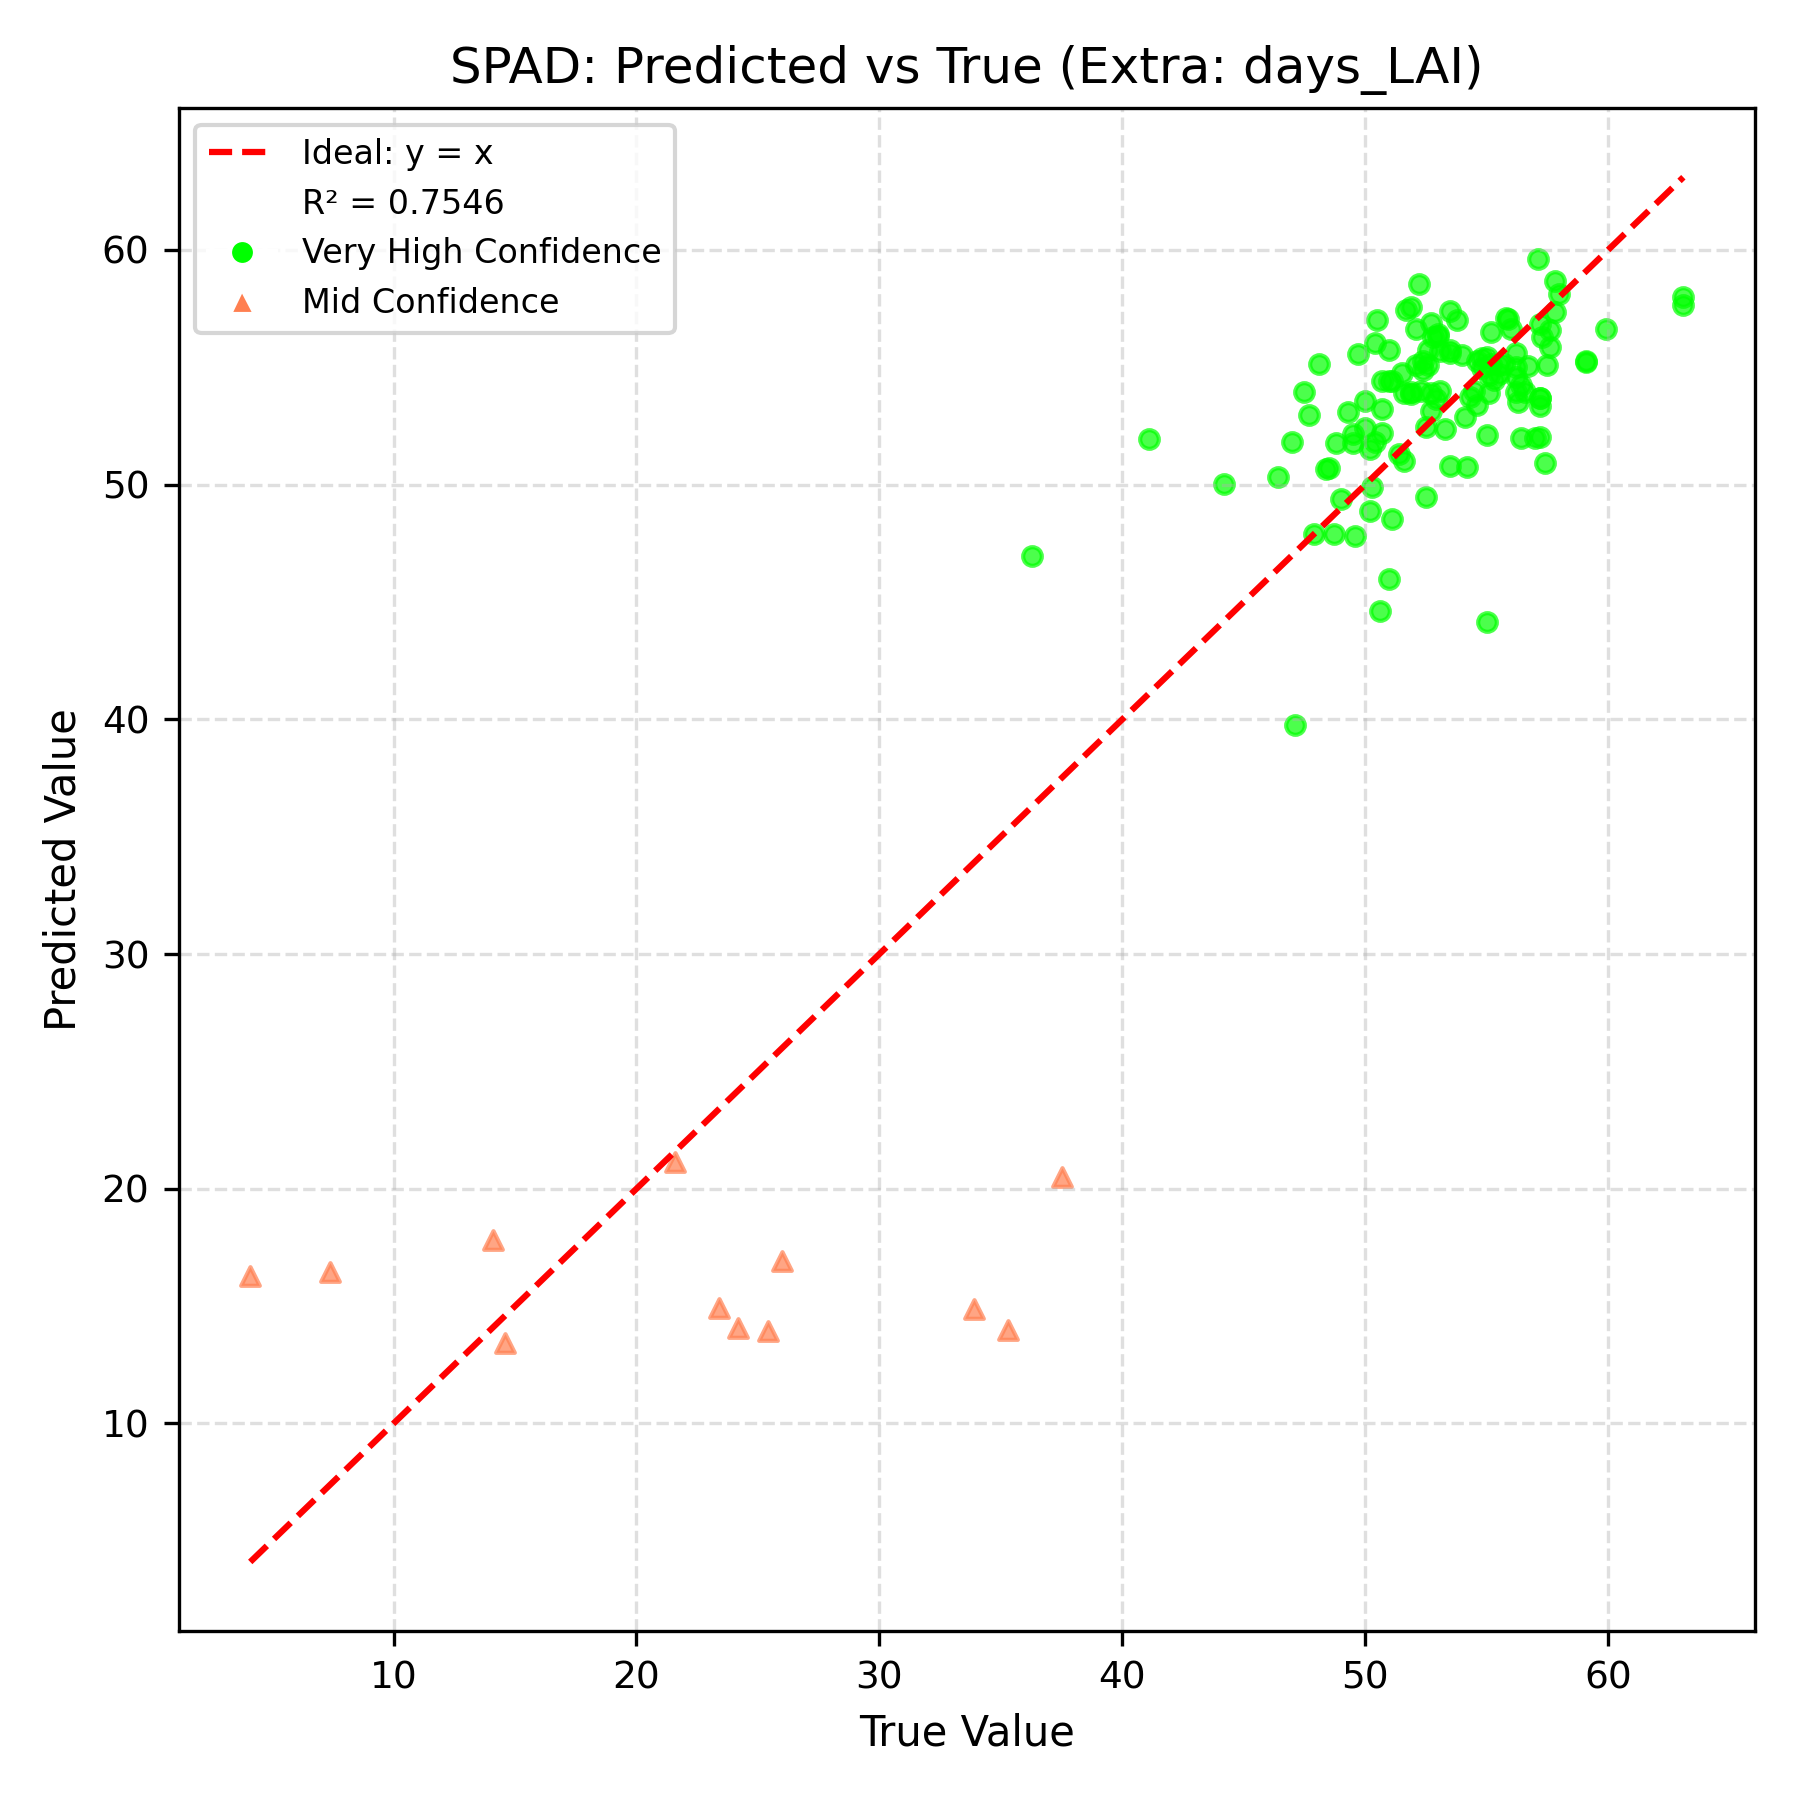 SPAD: Predicted vs True (Extra: days_LAI)
Ideal: y = x
R² = 0.7546
Very High Confidence
Mid Confidence
Predicted Value
60
50
40
30
20
10
10 20 30 40 50 60
True Value